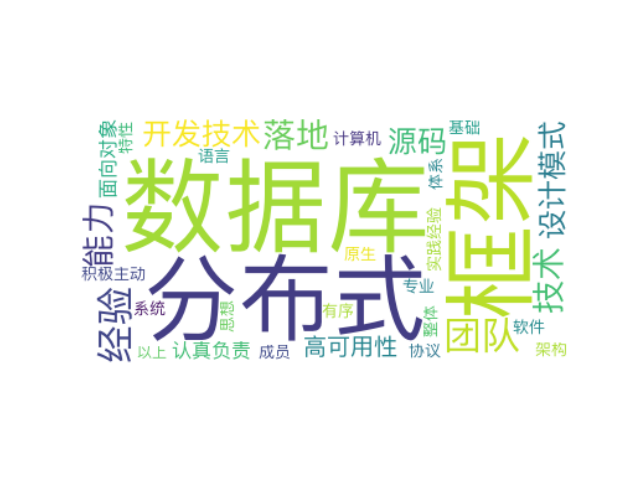 面向对象
特性
开发技术
落地
计算机
源码
基础
语言
数据库
框架
设计模式
体系
能力
原生
实践经验
积极主动
分布式
技术
专业
经验
系统
思想
有序
整体
团队
软件
以上
认真负责
成员
高可用性
协议
架构